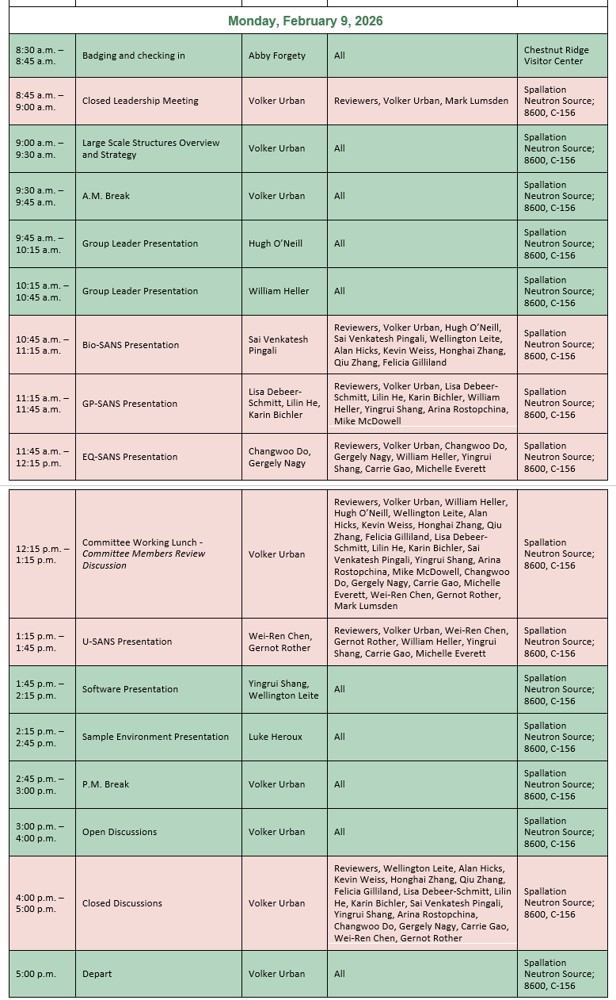 Monday, February 9, 2026
8:30 a.m. –
8:45 a.m.
Badging and checking in
Abby Forgety
All
Chestnut Ridge
Visitor Center
8:45 a.m. –
9:00 a.m.
Closed Leadership Meeting
Volker Urban
Reviewers, Volker Urban, Mark Lumsden
Spallation
Neutron Source;
8600, C-156
9:00 a.m. –
9:30 a.m.
Large Scale Structures Overview
and Strategy
Volker Urban
All
Spallation
Neutron Source;
8600, C-156
9:30 a.m. –
9:45 a.m.
A.M. Break
Volker Urban
All
Spallation
Neutron Source;
8600, C-156
9:45 a.m. –
10:15 a.m.
Group Leader Presentation
Hugh O’Neill
All
Spallation
Neutron Source;
8600, C-156
10:15 a.m. –
10:45 a.m.
Group Leader Presentation
William Heller
All
Spallation
Neutron Source;
8600, C-156
10:45 a.m. –
11:15 a.m.
Bio-SANS Presentation
Sai Venkatesh
Pingali
Reviewers, Volker Urban, Hugh O’Neill,
Sai Venkatesh Pingali, Wellington Leite,
Alan Hicks, Kevin Weiss, Honghai Zhang,
Qiu Zhang, Felicia Gilliland
Spallation
Neutron Source;
8600, C-156
11:15 a.m. –
11:45 a.m.
GP-SANS Presentation
Lisa Debeer-
Schmitt, Lilin He,
Karin Bichler
Reviewers, Volker Urban, Lisa Debeer-
Schmitt, Lilin He, Karin Bichler, William
Heller, Yingrui Shang, Arina Rostopchina,
Mike McDowell
Spallation
Neutron Source;
8600, C-156
11:45 a.m. –
12:15 p.m.
EQ-SANS Presentation
Changwoo Do,
Gergely Nagy
Reviewers, Volker Urban, Changwoo Do,
Gergely Nagy, William Heller, Yingrui
Shang, Carrie Gao, Michelle Everett
Spallation
Neutron Source;
8600, C-156
12:15 p.m. –
1:15 p.m.
Committee Working Lunch -
Committee Members Review
Discussion
Volker Urban
Reviewers, Volker Urban, William Heller,
Hugh O’Neill, Wellington Leite, Alan
Hicks, Kevin Weiss, Honghai Zhang, Qiu
Zhang, Felicia Gilliland, Lisa Debeer-
Schmitt, Lilin He, Karin Bichler, Sai
Venkatesh Pingali, Yingrui Shang, Arina
Rostopchina, Mike McDowell, Changwoo
Do, Gergely Nagy, Carrie Gao, Michelle
Everett, Wei-Ren Chen, Gernot Rother,
Mark Lumsden
Spallation
Neutron Source;
8600, C-156
1:15 p.m. –
1:45 p.m.
U-SANS Presentation
Wei-Ren Chen,
Gernot Rother
Reviewers, Volker Urban, Wei-Ren Chen,
Gernot Rother, William Heller, Yingrui
Shang, Carrie Gao, Michelle Everett
Spallation
Neutron Source;
8600, C-156
1:45 p.m. –
2:15 p.m.
Software Presentation
Yingrui Shang,
Wellington Leite
All
Spallation
Neutron Source;
8600, C-156
2:15 p.m. –
2:45 p.m.
Sample Environment Presentation
Luke Heroux
All
Spallation
Neutron Source;
8600, C-156
2:45 p.m. –
3:00 p.m.
P.M. Break
Volker Urban
All
Spallation
Neutron Source;
8600, C-156
3:00 p.m. –
4:00 p.m.
Open Discussions
Volker Urban
All
Spallation
Neutron Source;
8600, C-156
4:00 p.m. –
5:00 p.m.
Closed Discussions
Volker Urban
Reviewers, Wellington Leite, Alan Hicks,
Kevin Weiss, Honghai Zhang, Qiu Zhang,
Felicia Gilliland, Lisa Debeer-Schmitt, Lilin
He, Karin Bichler, Sai Venkatesh Pingali,
Yingrui Shang, Arina Rostopchina,
Changwoo Do, Gergely Nagy, Carrie Gao,
Wei-Ren Chen, Gernot Rother
Spallation
Neutron Source;
8600, C-156
5:00 p.m.
Depart
Volker Urban
All
Spallation
Neutron Source;
8600, C-156